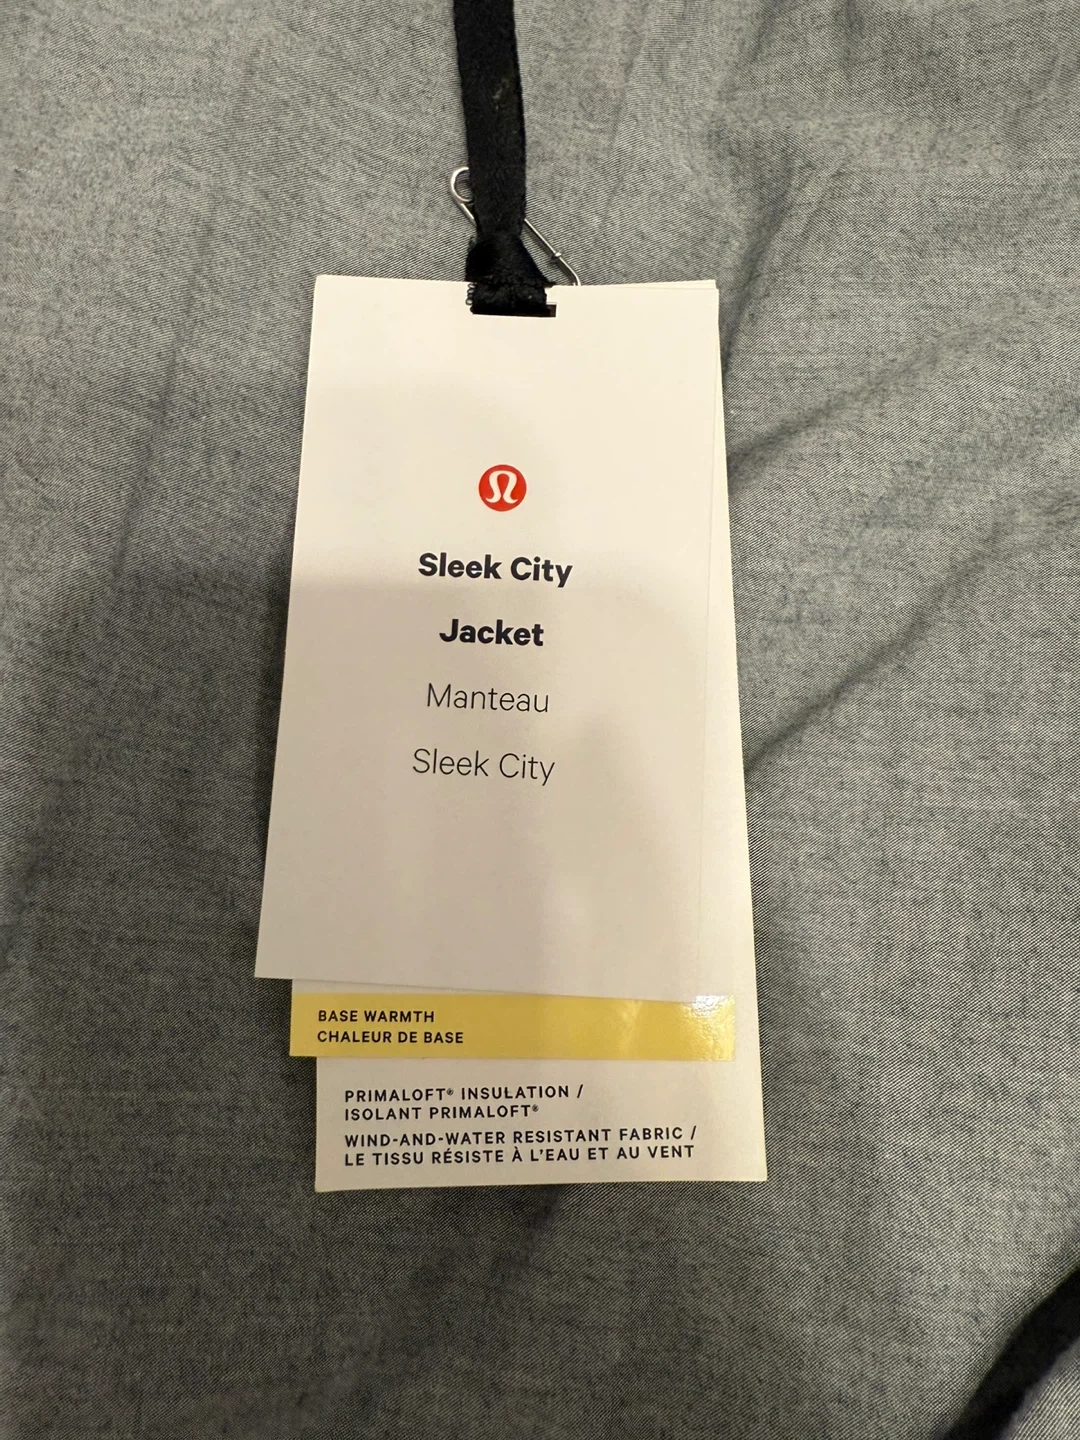 Sleek City
Jacket
Manteau
Sleek City
BASE WARMTH
CHALEUR DE BASE
PRIMALOFT® INSULATION /
ISOLANT PRIMALOFT®
WIND-AND-WATER RESISTANT FABRIC /
LE TISSU RÉSISTE À L'EAU ET AU VENT